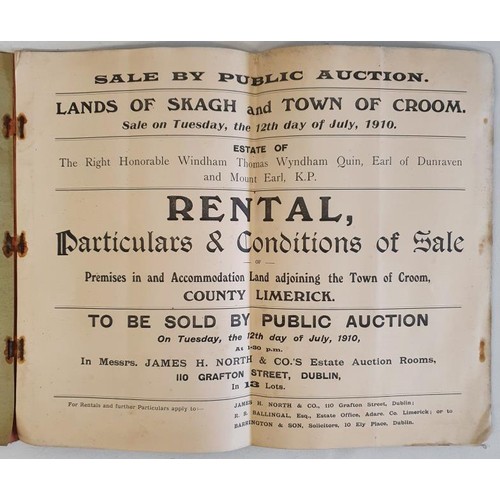 SALE BY PUBLIC AUCTION.
LANDS OF SKAGH and TOWN OF CROOM.
Sale on Tuesday, the 12th day of July, 1910.
ESTATE OF
The Right Honorable Windham Thomas Wyndham Quin, Earl of Dunraven
and Mount Earl, K.P.
RENTAL,
Particulars & Conditions of Sale
OF
Premises in and Accommodation Land adjoining the Town of Croom,
COUNTY LIMERICK.
TO BE SOLD BY PUBLIC AUCTION
On Tuesday, the 12th day of July, 1910,
At 1-30 p.m.
In Messrs. JAMES H. NORTH & CO.'S Estate Auction Rooms,
110 GRAFTON STREET, DUBLIN,
In 13 Lots.
For Rentals and further Particulars apply to:—
JAMES H. NORTH & CO., 110 Grafton Street, Dublin;
BALLINGAL, Esq., Estate Office, Adare, Co. Limerick; or to
BARRINGTON & SON, Solicitors, 10 Ely Place, Dublin.